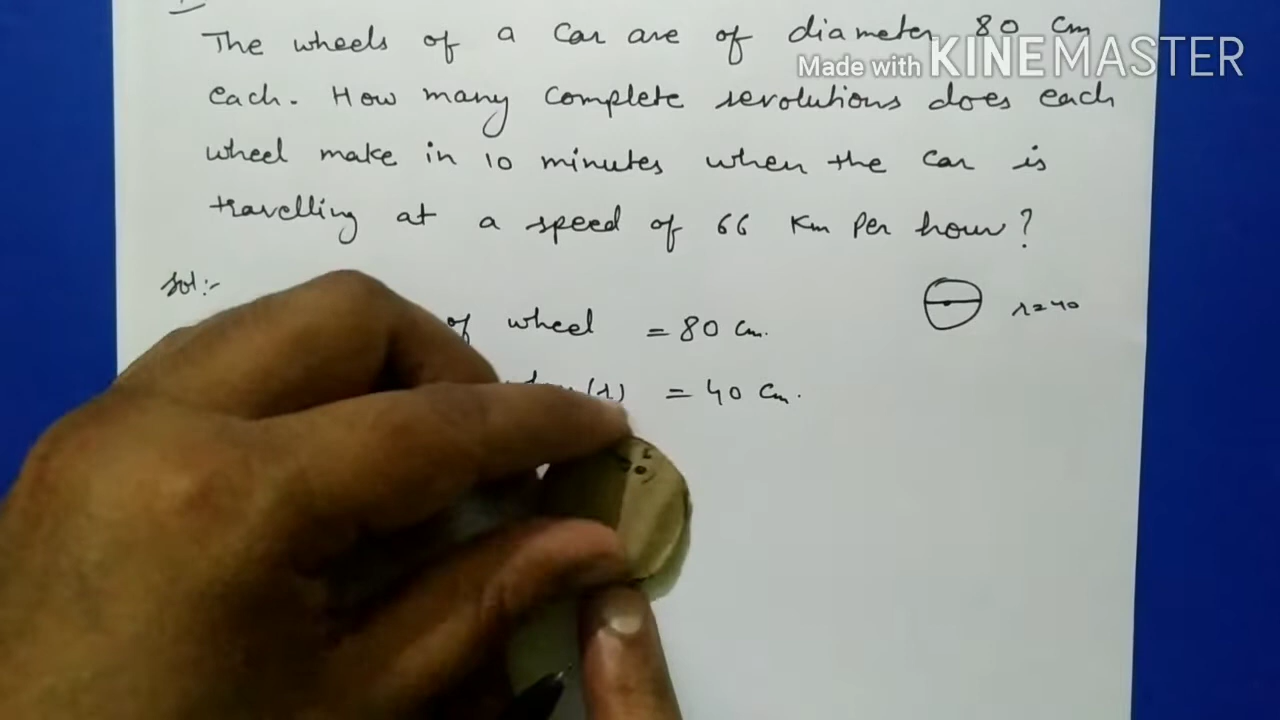 The wheels of a car are of diameter 80 cm
Made with KINEMASTER
each. How many complete revolutions does each
wheel make in 10 minutes when the car is
travelling at a speed of 66 Km per hour?
Sol:-
of wheel = 80 cm.
r=40
(r) = 40 cm.